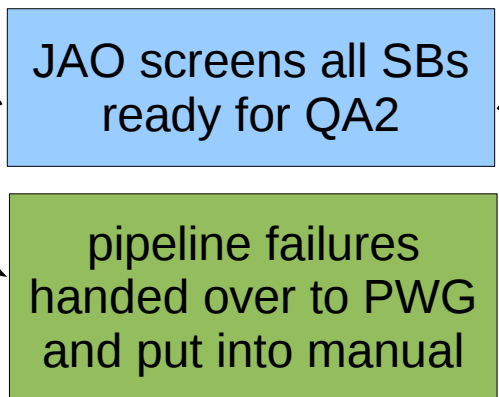 JAO screens all SBs
ready for QA2
pipeline failures
handed over to PWG
and put into manual